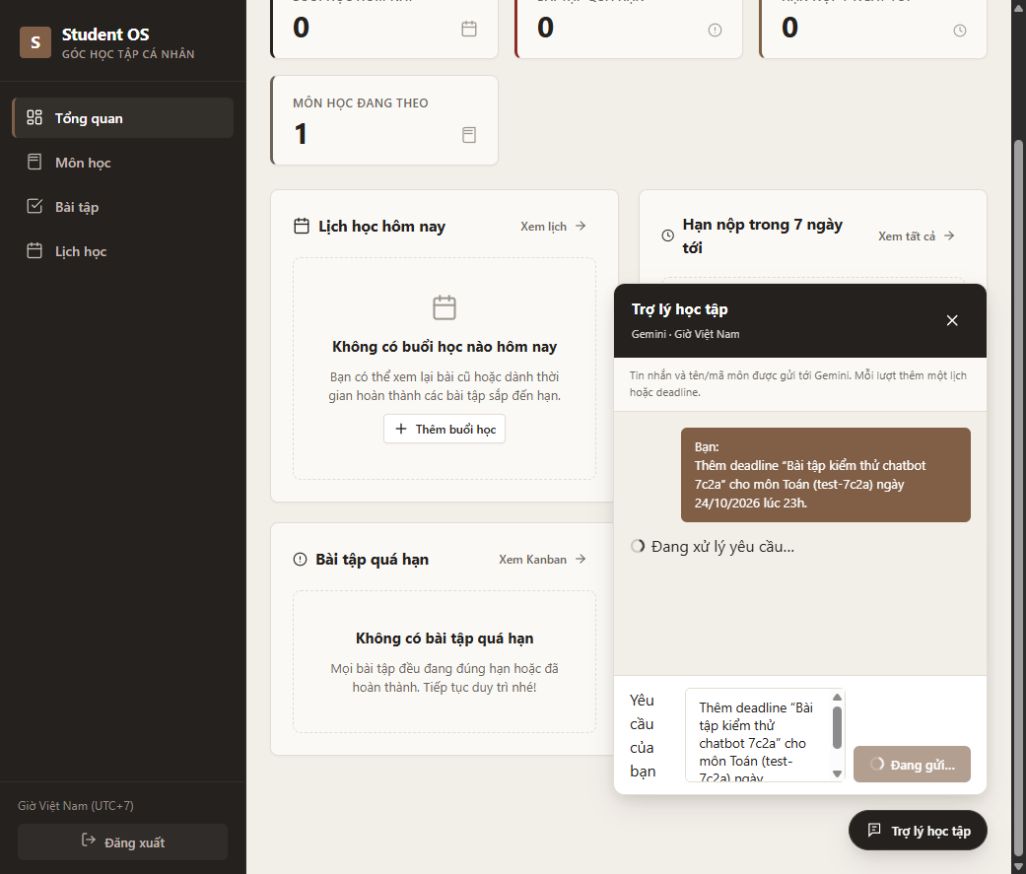 S
Student OS
GÓC HỌC TẬP CÁ NHÂN
Tổng quan
Môn học
Bài tập
Lịch học
Giờ Việt Nam (UTC+7)
Đăng xuất
0
0
0
MÔN HỌC ĐANG THEO
1
Lịch học hôm nay
Xem lịch
Không có buổi học nào hôm nay
Bạn có thể xem lại bài cũ hoặc dành thời
gian hoàn thành các bài tập sắp đến hạn.
Thêm buổi học
Hạn nộp trong 7 ngày
tới
Xem tất cả
Bài tập quá hạn
Xem Kanban
Không có bài tập quá hạn
Mọi bài tập đều đang đúng hạn hoặc đã
hoàn thành. Tiếp tục duy trì nhé!
Trợ lý học tập
Gemini · Giờ Việt Nam
Tin nhắn và tên/mã môn được gửi tới Gemini. Mỗi lượt thêm một lịch
hoặc deadline.
Bạn:
Thêm deadline “Bài tập kiểm thử chatbot
7c2a” cho môn Toán (test-7c2a) ngày
24/10/2026 lúc 23h.
Đang xử lý yêu cầu...
Yêu
cầu
của
bạn
Thêm deadline “Bài
tập kiểm thử
chatbot 7c2a” cho
môn Toán (test-
7c2a) ngày
Đang gửi...
Trợ lý học tập